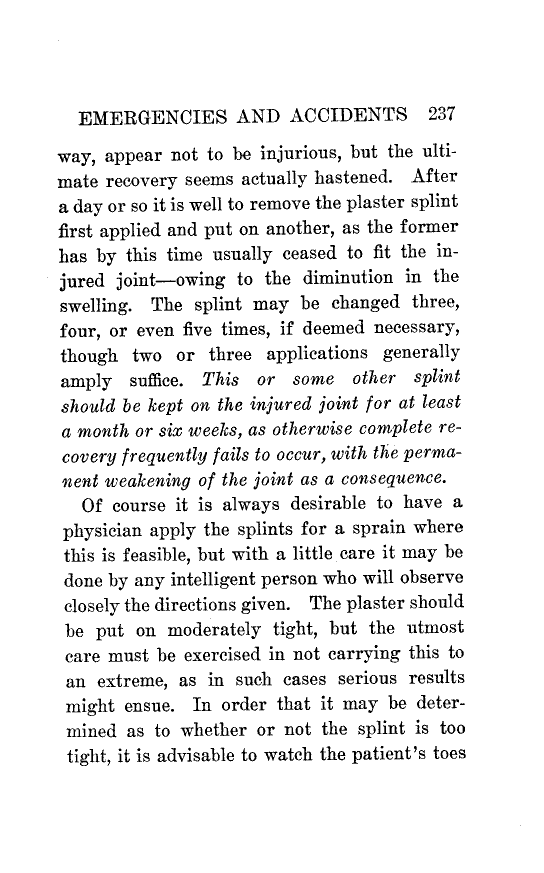 EMERGENCIES AND ACCIDENTS 237
way, appear not to be injurious, but the ulti-
mate recovery seems actually hastened. After
a day or so it is well to remove the plaster splint
first applied and put on another, as the former
has by this time usually ceased to fit the in-
jured joint—owing to the diminution in the
swelling. The splint may be changed three,
four, or even five times, if deemed necessary,
though two or three applications generally
amply suffice. This or some other splint
should be kept on the injured joint for at least
a month or six weeks, as otherwise complete re-
covery frequently fails to occur, with the perma-
nent weakening of the joint as a consequence.
Of course it is always desirable to have a
physician apply the splints for a sprain where
this is feasible, but with a little care it may be
done by any intelligent person who will observe
closely the directions given. The plaster should
be put on moderately tight, but the utmost
care must be exercised in not carrying this to
an extreme, as in such cases serious results
might ensue. In order that it may be deter-
mined as to whether or not the splint is too
tight, it is advisable to watch the patient's toes